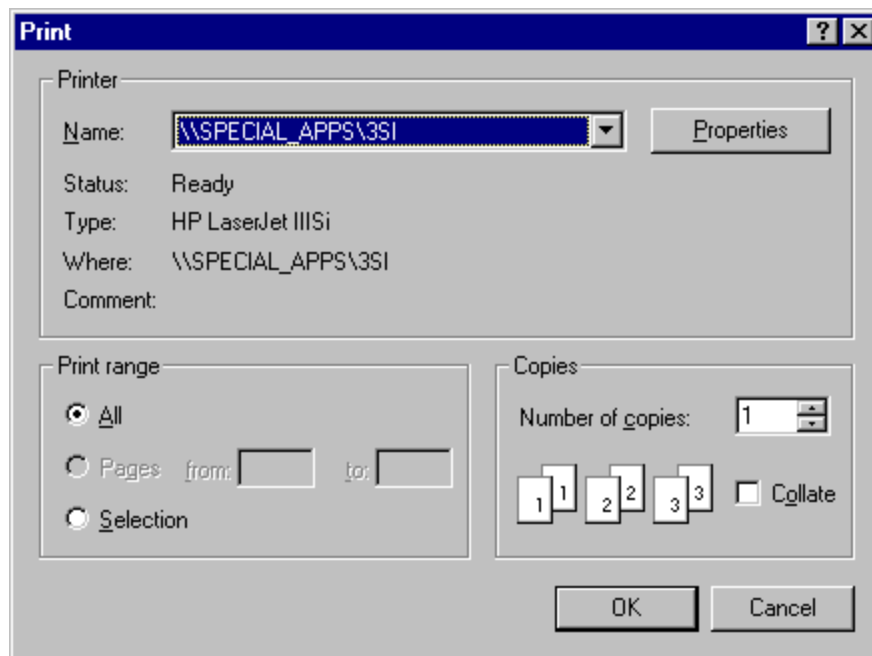 Print
Printer
Name: \\SPECIAL_APPS\3SI Properties
Status: Ready
Type: HP LaserJet IIISi
Where: \\SPECIAL_APPS\3SI
Comment:
Print range
All
Pages from: to:
Selection
Copies
Number of copies: 1
1 1 2 2 3 3 Collate
OK Cancel